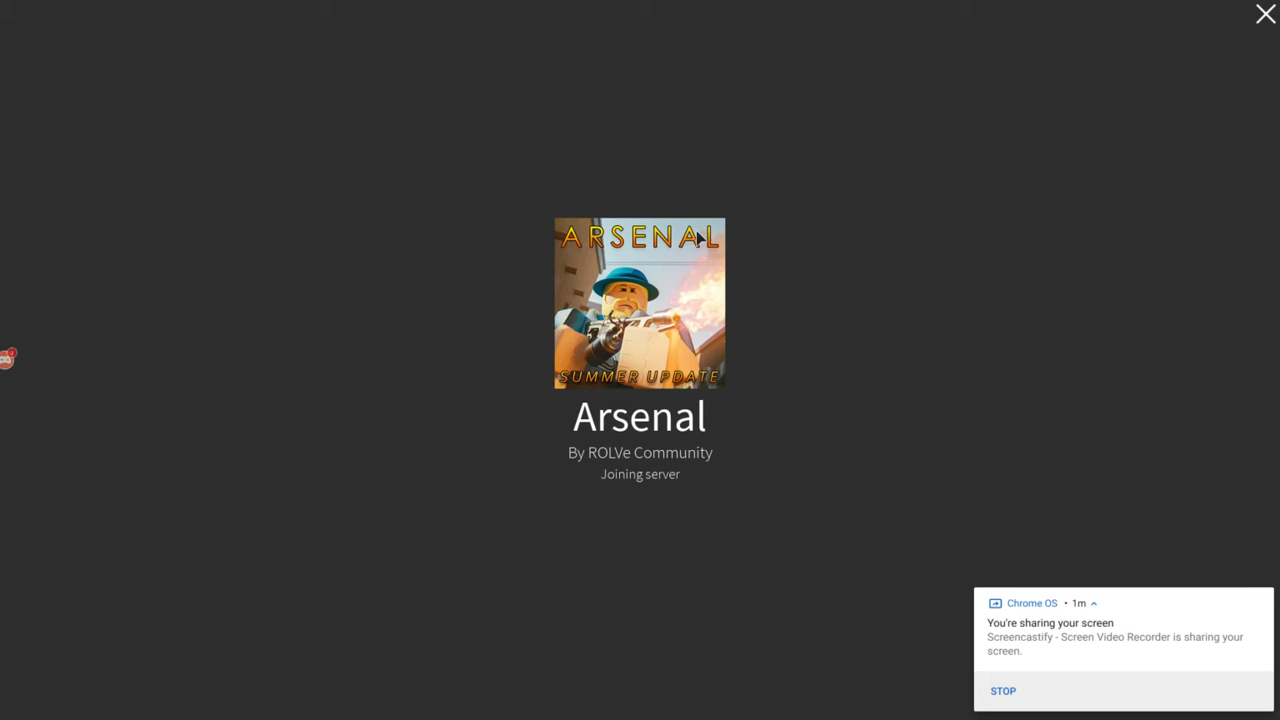 ARSENAL
SUMMER UPDATE
Arsenal
By ROLVe Community
Joining server
Chrome OS • 1m
You're sharing your screen
Screencastify - Screen Video Recorder is sharing your
screen.
STOP